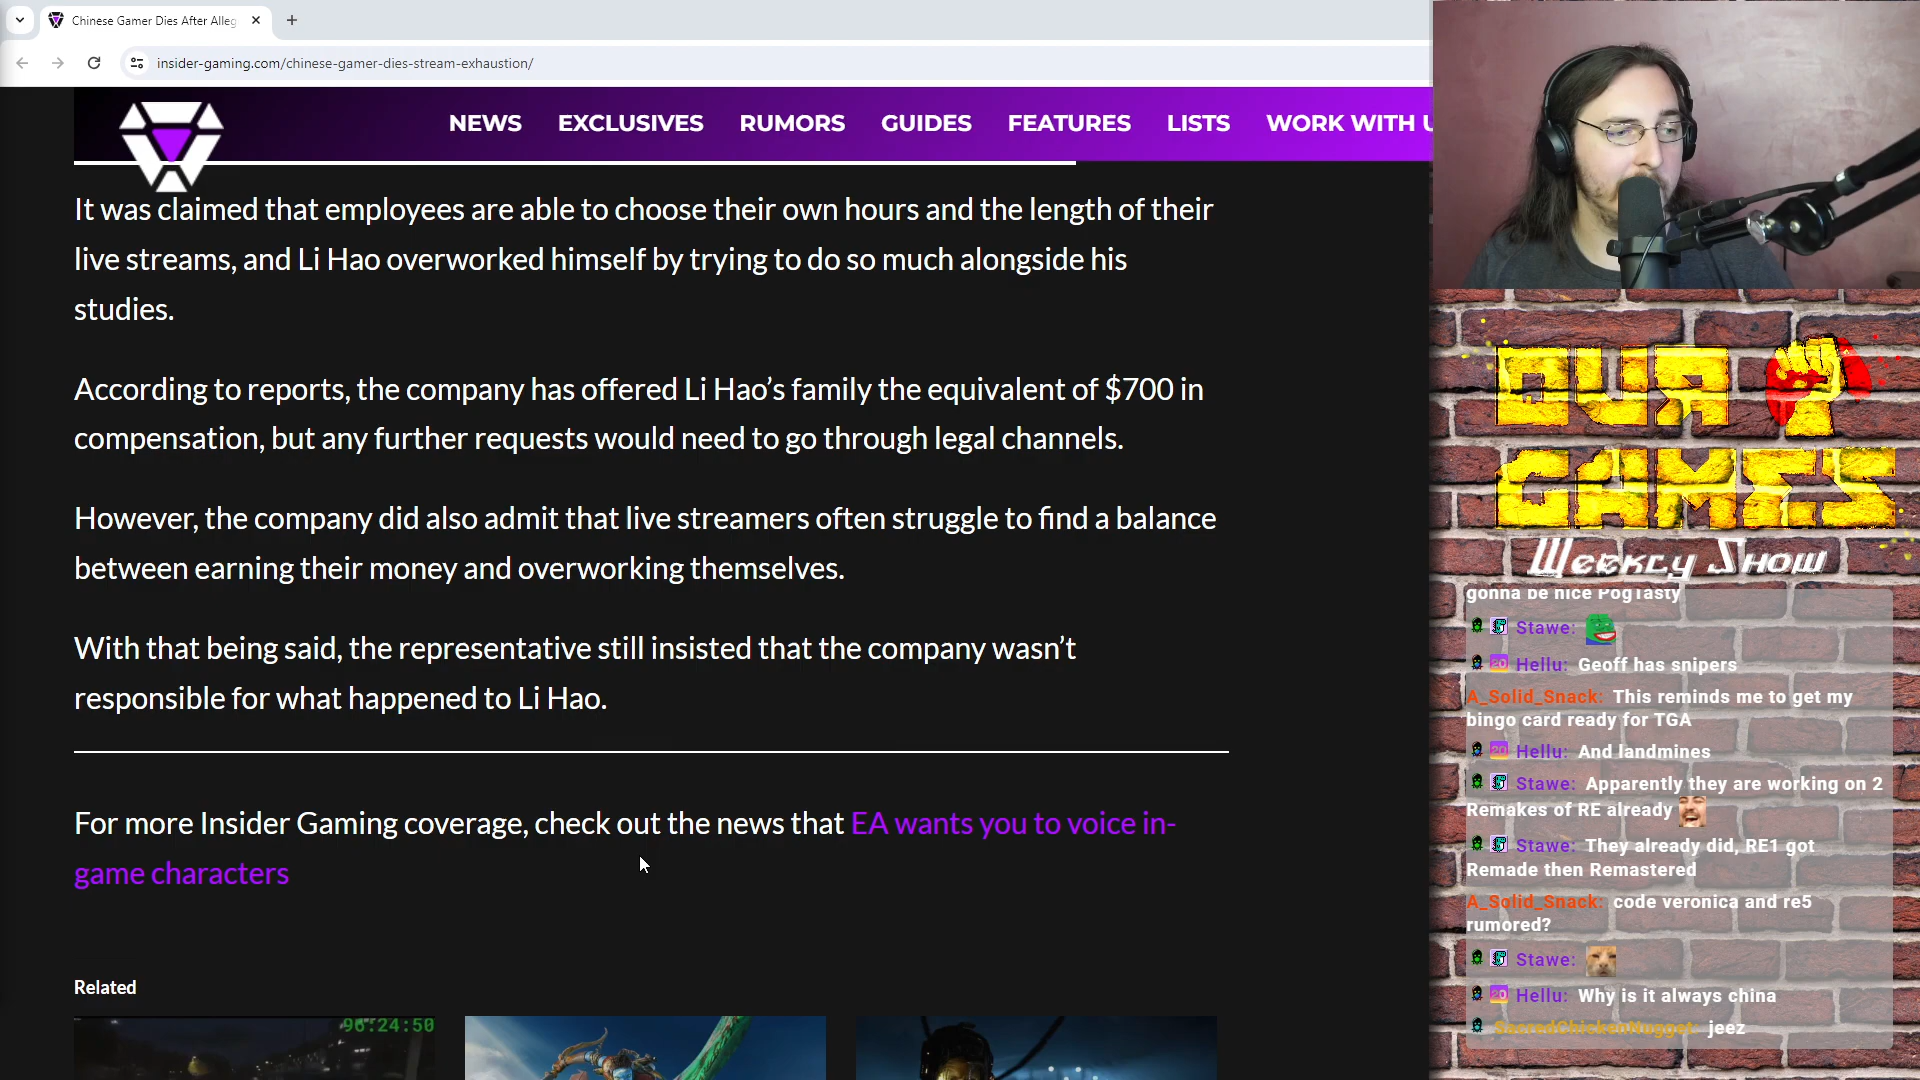 Chinese Gamer Dies After Alleg
insider-gaming.com/chinese-gamer-dies-stream-exhaustion/
NEWS EXCLUSIVES RUMORS GUIDES FEATURES LISTS WORK WITH U
It was claimed that employees are able to choose their own hours and the length of their
live streams, and Li Hao overworked himself by trying to do so much alongside his
studies.
According to reports, the company has offered Li Hao’s family the equivalent of $700 in
compensation, but any further requests would need to go through legal channels.
However, the company did also admit that live streamers often struggle to find a balance
between earning their money and overworking themselves.
With that being said, the representative still insisted that the company wasn’t
responsible for what happened to Li Hao.
For more Insider Gaming coverage, check out the news that EA wants you to voice in-
game characters
Related
96:24:50
OUR
GAMES
Weekly Show
gonna be nice PogTasty
Stawe:
20 Hellu: Geoff has snipers
A_Solid_Snack: This reminds me to get my
bingo card ready for TGA
20 Hellu: And landmines
Stawe: Apparently they are working on 2
Remakes of RE already
Stawe: They already did, RE1 got
Remade then Remastered
A_Solid_Snack: code veronica and re5
rumored?
Stawe:
20 Hellu: Why is it always china
SacredChickenNugget: jeez